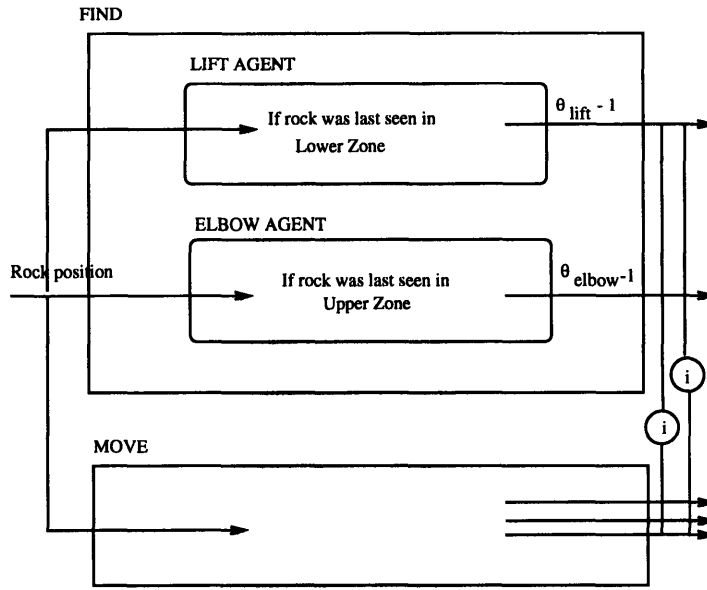 FIND
LIFT AGENT
If rock was last seen in
Lower Zone
θ lift - 1
ELBOW AGENT
Rock position
If rock was last seen in
Upper Zone
θ elbow-1
i
i
MOVE